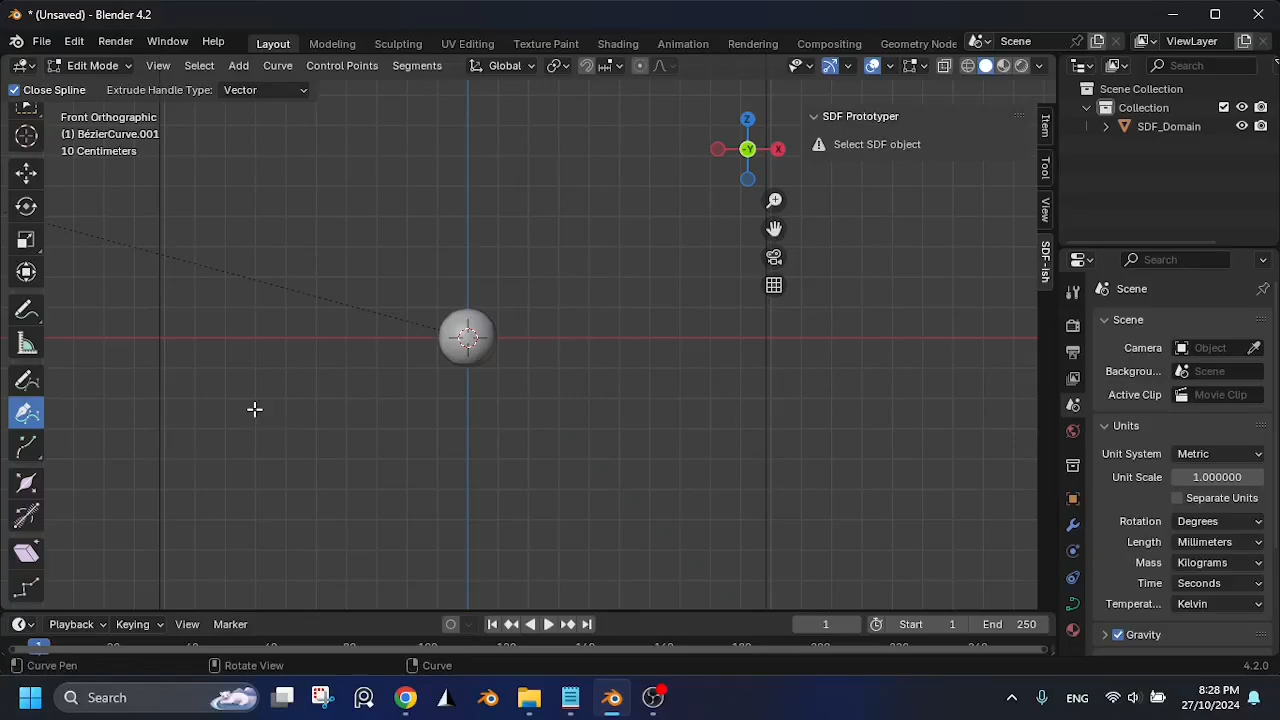 * (Unsaved) - Blender 4.2
File Edit Render Window Help Layout Modeling Sculpting UV Editing Texture Paint Shading Animation Rendering Compositing Geometry Node Scene ViewLayer
Edit Mode View Select Add Curve Control Points Segments Global Search
Close Spline Extrude Handle Type: Vector
Scene Collection
Collection
SDF_Domain
Front Orthographic
(1) BézierCurve.001
10 Centimeters
Z
-Y
X
SDF Prototyper
Select SDF object
Item
Tool
View
SDF-ish
Search
Scene
Scene
Camera Object
Backgrou... Scene
Active Clip Movie Clip
Units
Unit System Metric
Unit Scale 1.000000
Separate Units
Rotation Degrees
Length Millimeters
Mass Kilograms
Time Seconds
Temperat... Kelvin
Gravity
Playback Keying View Marker 1 Start 1 End 250
1
Curve Pen Rotate View Curve 4.2.0
Search ENG 8:28 PM
27/10/2024